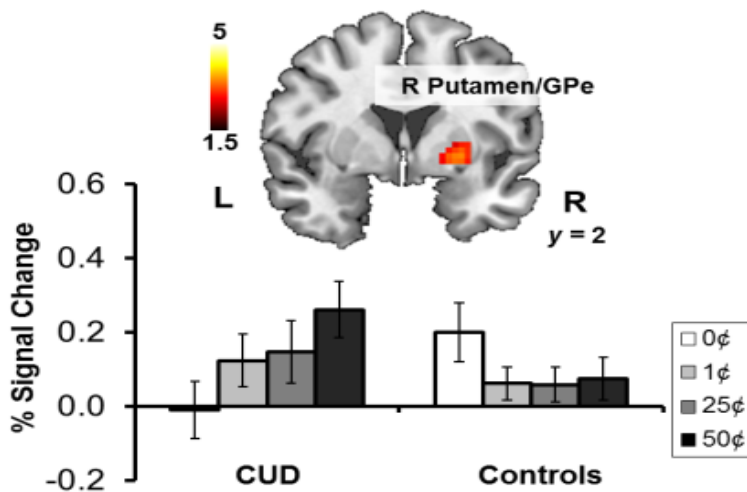 5
R Putamen/GPe
1.5
L
R
y = 2
% Signal Change
0.6
0.4
0.2
0.0
-0.2
CUD
Controls
0¢
1¢
25¢
50¢